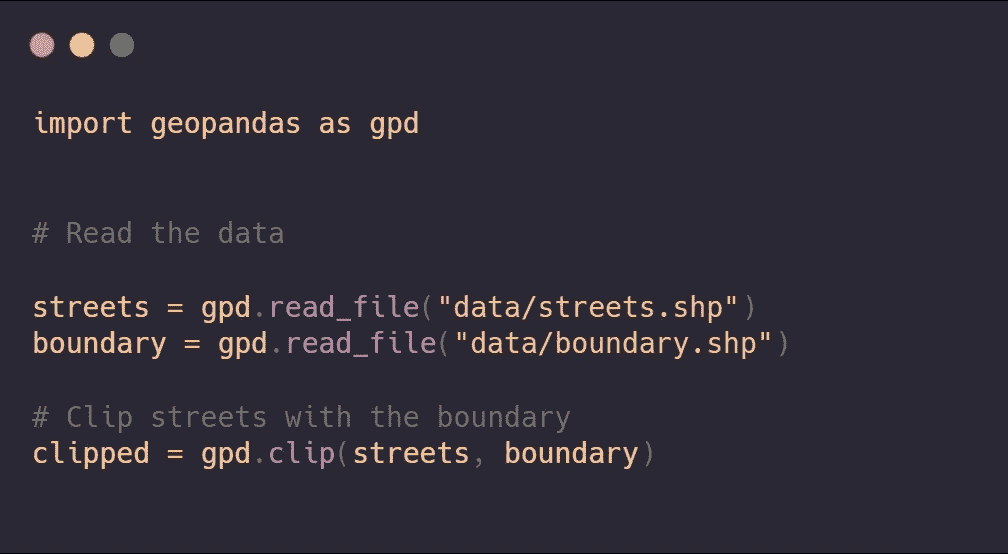 import geopandas as gpd
# Read the data
streets = gpd.read_file("data/streets.shp")
boundary = gpd.read_file("data/boundary.shp")
# Clip streets with the boundary
clipped = gpd.clip(streets, boundary)